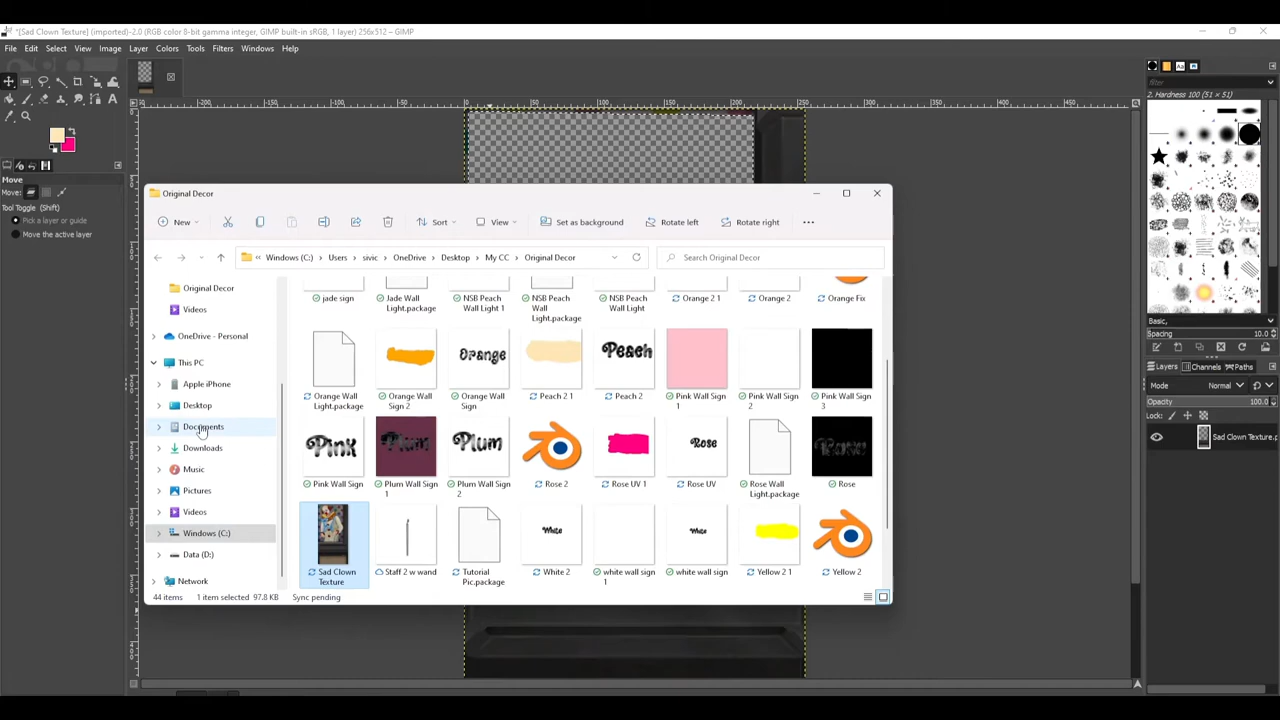 *[Sad Clown Texture] (imported)-2.0 (RGB color 8-bit gamma integer, GIMP built-in sRGB, 1 layer) 256x512 – GIMP
File Edit Select View Image Layer Colors Tools Filters Windows Help
Move
Move:
Tool Toggle (Shift)
Pick a layer or guide
Move the active layer
Original Decor
New
Sort
View
Set as background
Rotate left
Rotate right
Windows (C:) > Users > sivic > OneDrive > Desktop > My CC > Original Decor
Search Original Decor
Original Decor
Videos
OneDrive - Personal
This PC
Apple iPhone
Desktop
Documents
Downloads
Music
Pictures
Videos
Windows (C:)
Data (D:)
Network
jade sign
Jade Wall
Light.package
NSB Peach
Wall Light 1
NSB Peach
Wall
Light.package
NSB Peach
Wall Light
Orange 2 1
Orange 2
Orange Fix
Orange
Peach
Orange Wall
Light.package
Orange Wall
Sign 2
Orange Wall
Sign
Peach 2 1
Peach 2
Pink Wall Sign
1
Pink Wall Sign
2
Pink Wall Sign
3
Pink
Plum
Plum
Rose
Rose
Pink Wall Sign
Plum Wall Sign
1
Plum Wall Sign
2
Rose 2
Rose UV 1
Rose UV
Rose Wall
Light.package
Rose
White
White
Sad Clown
Texture
Staff 2 w wand
Tutorial
Pic.package
White 2
white wall sign
1
white wall sign
Yellow 2 1
Yellow 2
44 items 1 item selected 97.8 KB Sync pending
filter
2. Hardness 100 (51 × 51)
Basic,
Spacing 10.0
Layers Channels Paths
Mode Normal
Opacity 100.0
Lock:
Sad Clown Texture.p